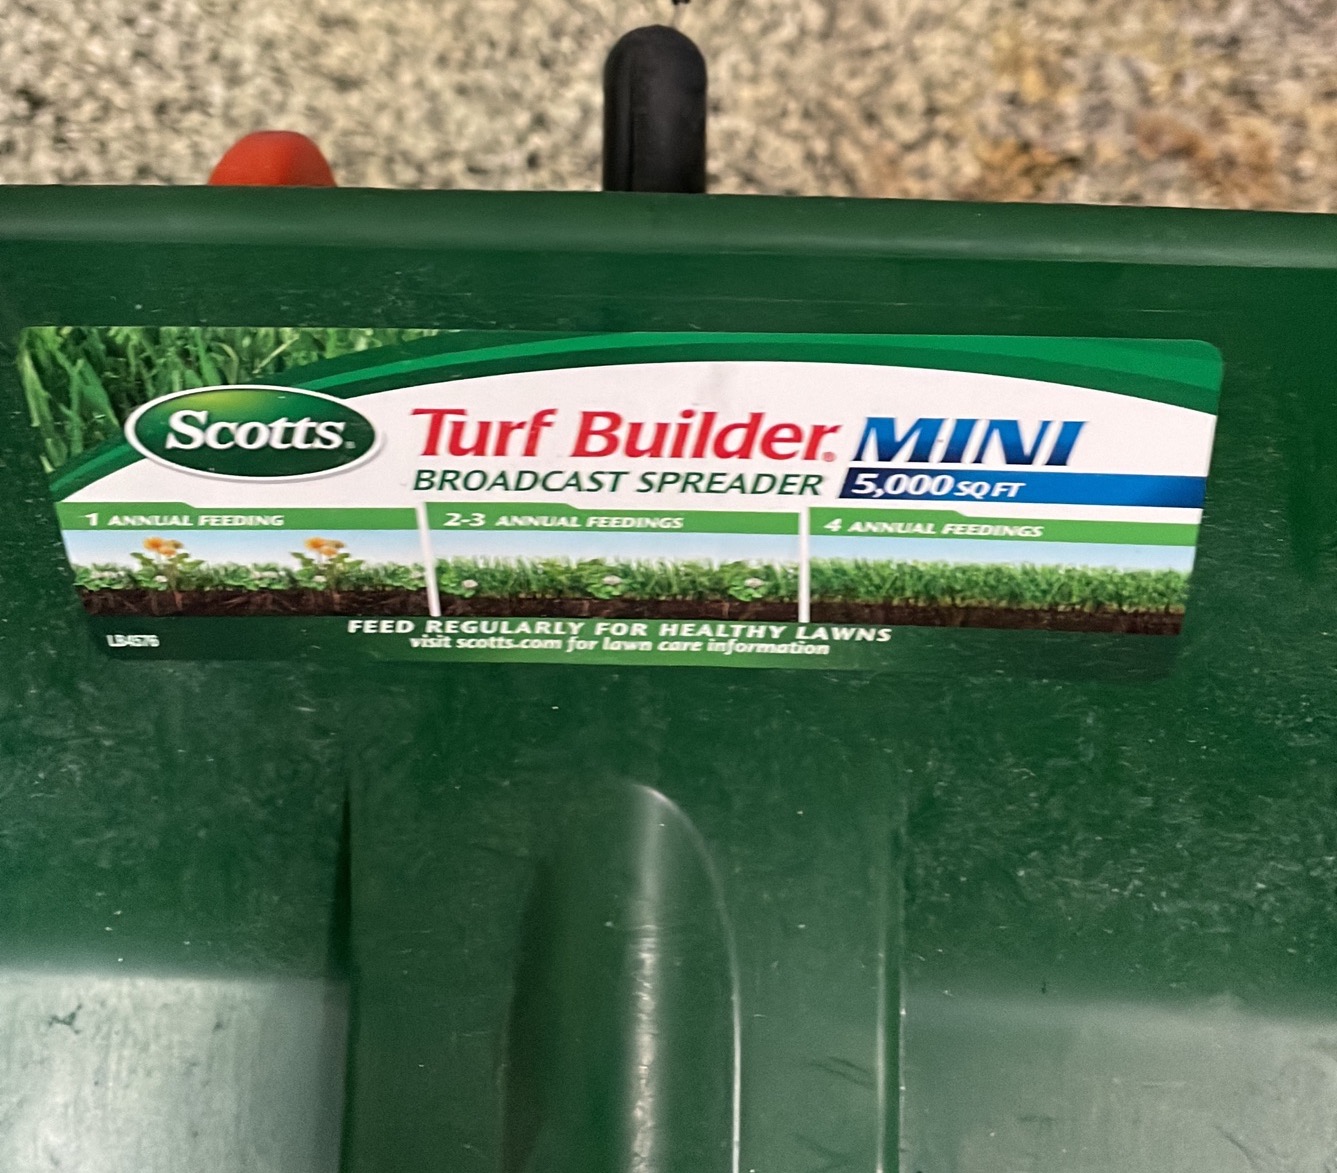 Scotts®
Turf Builder® MINI
BROADCAST SPREADER 5,000 SQ FT
1 ANNUAL FEEDING
2-3 ANNUAL FEEDINGS
4 ANNUAL FEEDINGS
FEED REGULARLY FOR HEALTHY LAWNS
visit scotts.com for lawn care information
LB4576